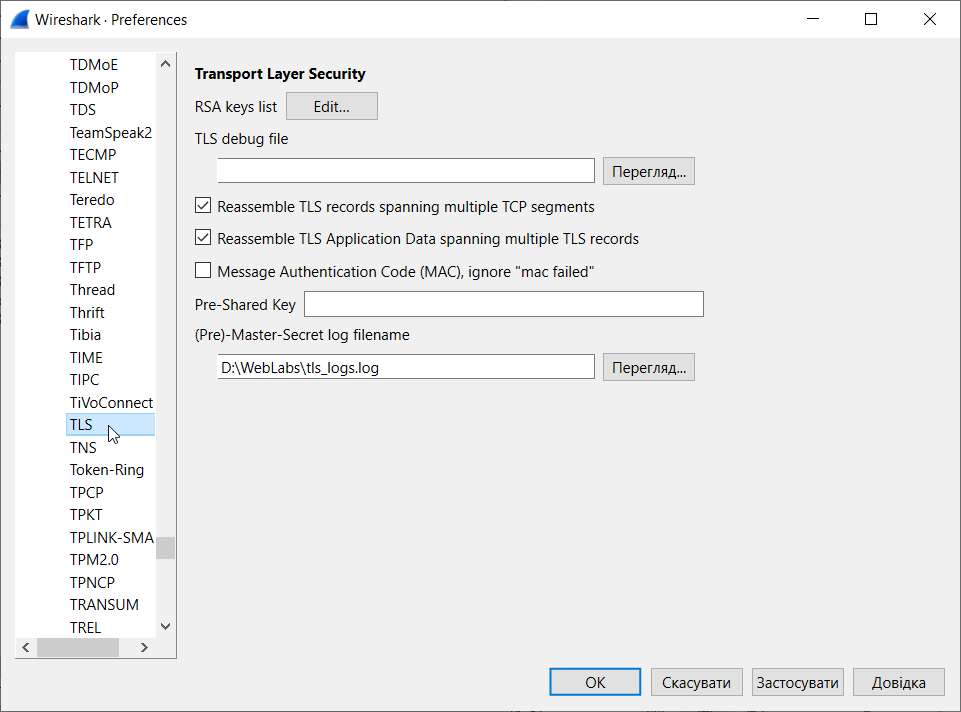 Wireshark · Preferences
TDMoE
TDMoP
TDS
TeamSpeak2
TECMP
TELNET
Teredo
TETRA
TFP
TFTP
Thread
Thrift
Tibia
TIME
TIPC
TiVoConnect
TLS
TNS
Token-Ring
TPCP
TPKT
TPLINK-SMA
TPM2.0
TPNCP
TRANSUM
TREL
Transport Layer Security
RSA keys list Edit...
TLS debug file
Перегляд...
Reassemble TLS records spanning multiple TCP segments
Reassemble TLS Application Data spanning multiple TLS records
Message Authentication Code (MAC), ignore "mac failed"
Pre-Shared Key
(Pre)-Master-Secret log filename
D:\WebLabs\tls_logs.log Перегляд...
OK Скасувати Застосувати Довідка